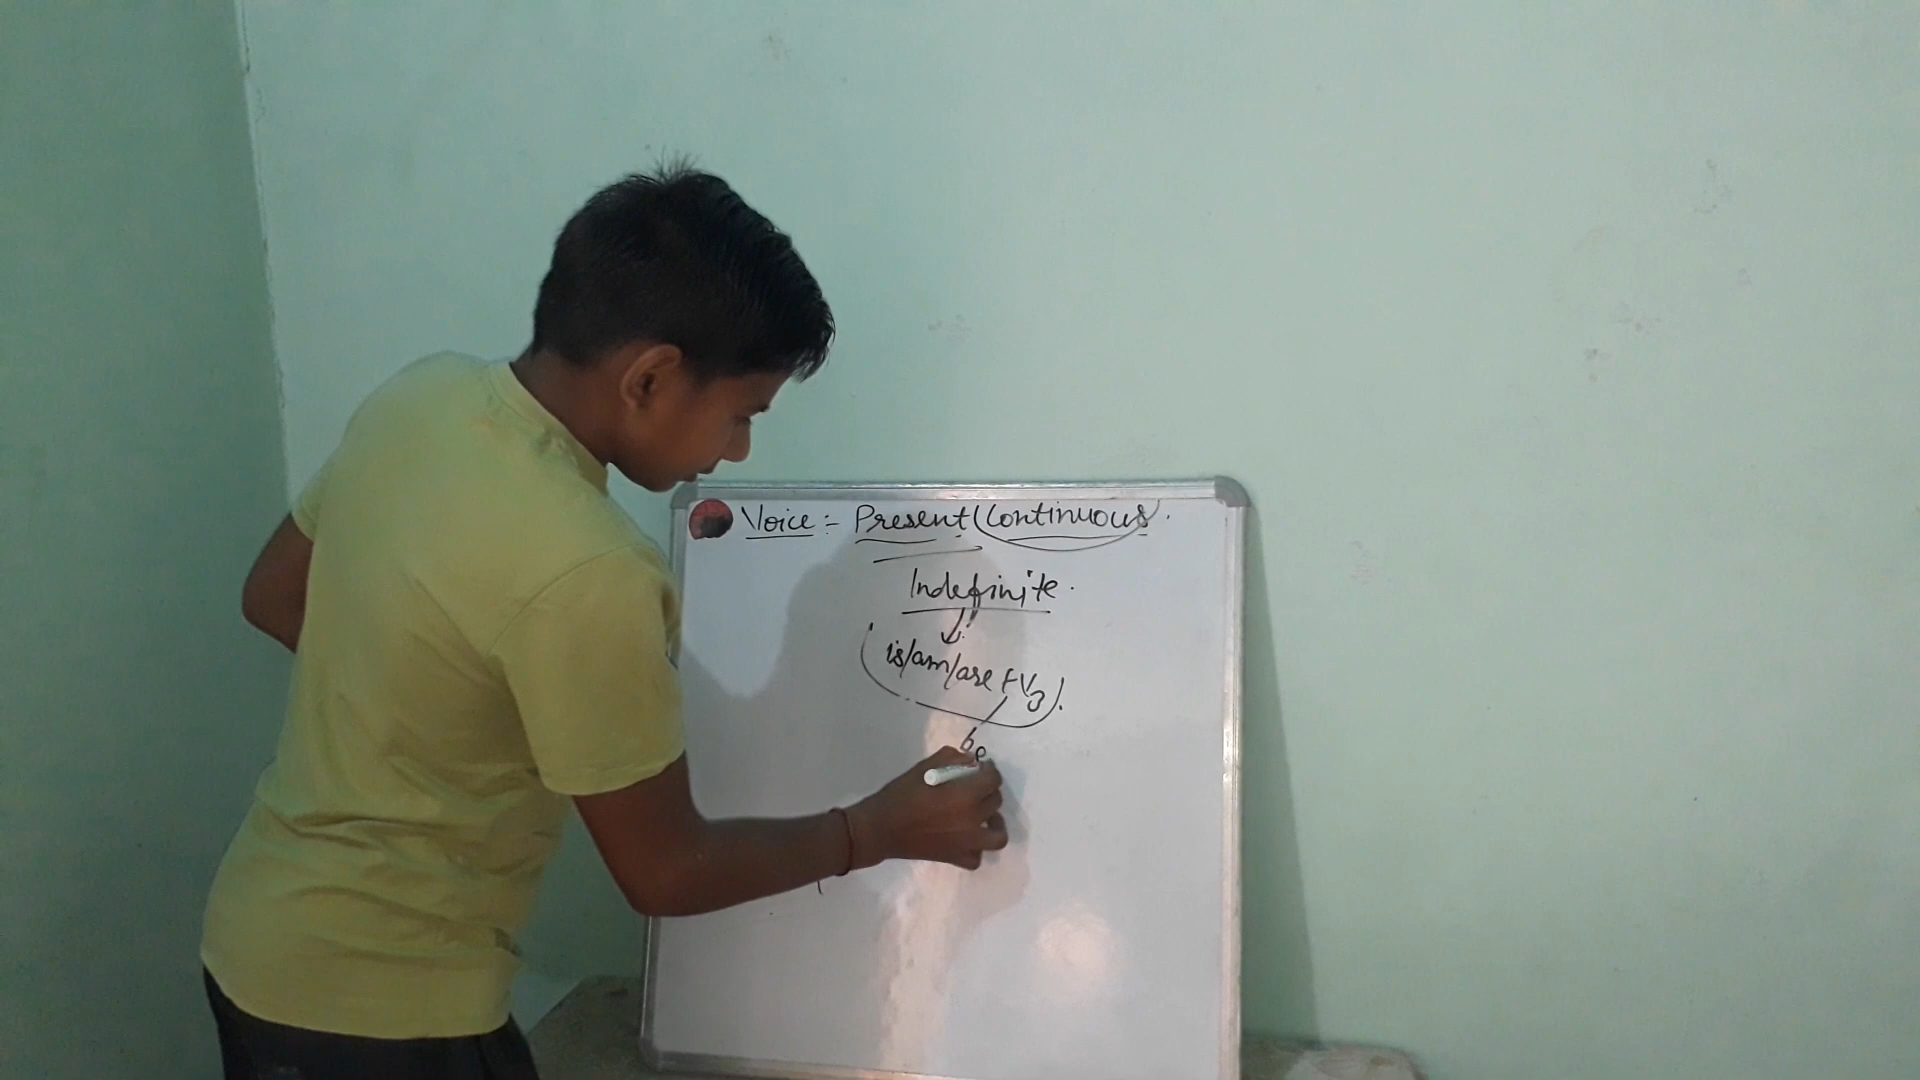 Voice :- Present (Continuous.
Indefinite.
is/am/are + V3).
be